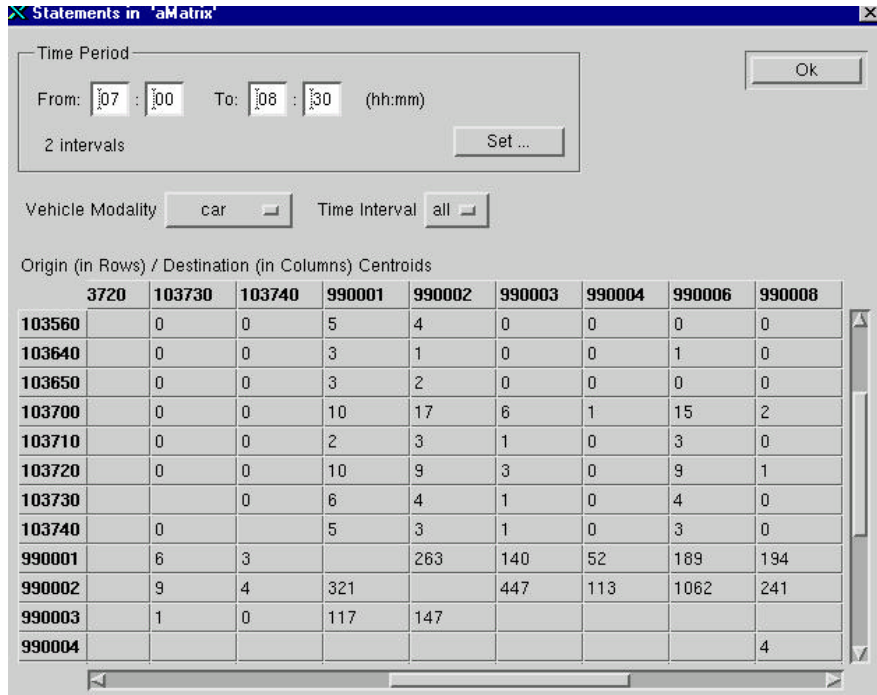 Statements in 'aMatrix'
Time Period
Ok
From: 07 : 00 To: 08 : 30 (hh:mm)
2 intervals Set ...
Vehicle Modality car Time Interval all
Origin (in Rows) / Destination (in Columns) Centroids
3720 103730 103740 990001 990002 990003 990004 990006 990008
103560 0 0 5 4 0 0 0 0
103640 0 0 3 1 0 0 1 0
103650 0 0 3 2 0 0 0 0
103700 0 0 10 17 6 1 15 2
103710 0 0 2 3 1 0 3 0
103720 0 0 10 9 3 0 9 1
103730 0 6 4 1 0 4 0
103740 0 5 3 1 0 3 0
990001 6 3 263 140 52 189 194
990002 9 4 321 447 113 1062 241
990003 1 0 117 147
990004 4